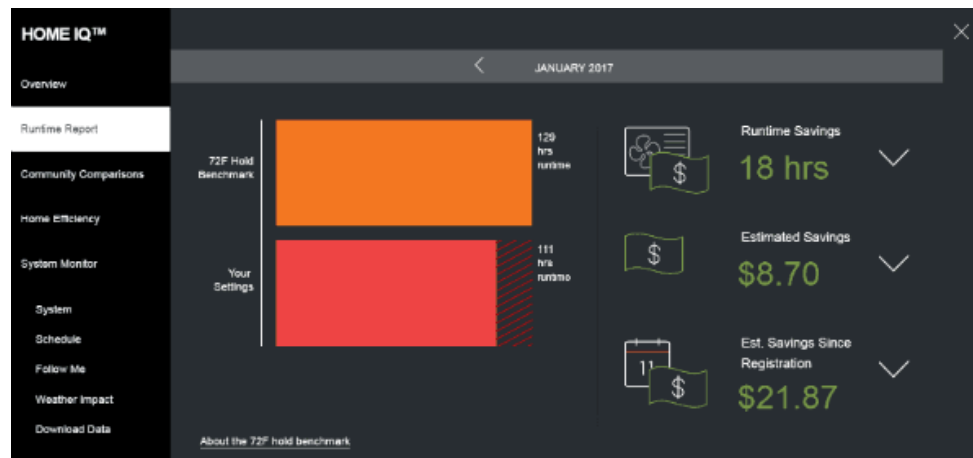 HOME IQ™
Overview
Runtime Report
Community Comparisons
Home Efficiency
System Monitor
System
Schedule
Follow Me
Weather Impact
Download Data
JANUARY 2017
72F Hold
Benchmark
129
hrs
runtime
Your
Settings
111
hrs
runtime
About the 72F hold benchmark
$
Runtime Savings
18 hrs
$
Estimated Savings
$8.70
11
$
Est. Savings Since
Registration
$21.87